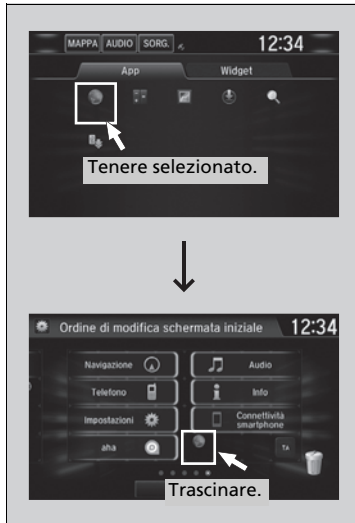 MAPPA AUDIO SORG. 12:34
App Widget
Tenere selezionato.
Ordine di modifica schermata iniziale 12:34
Navigazione Audio
Telefono Info
Impostazioni Connettività
smartphone
aha TA
Trascinare.